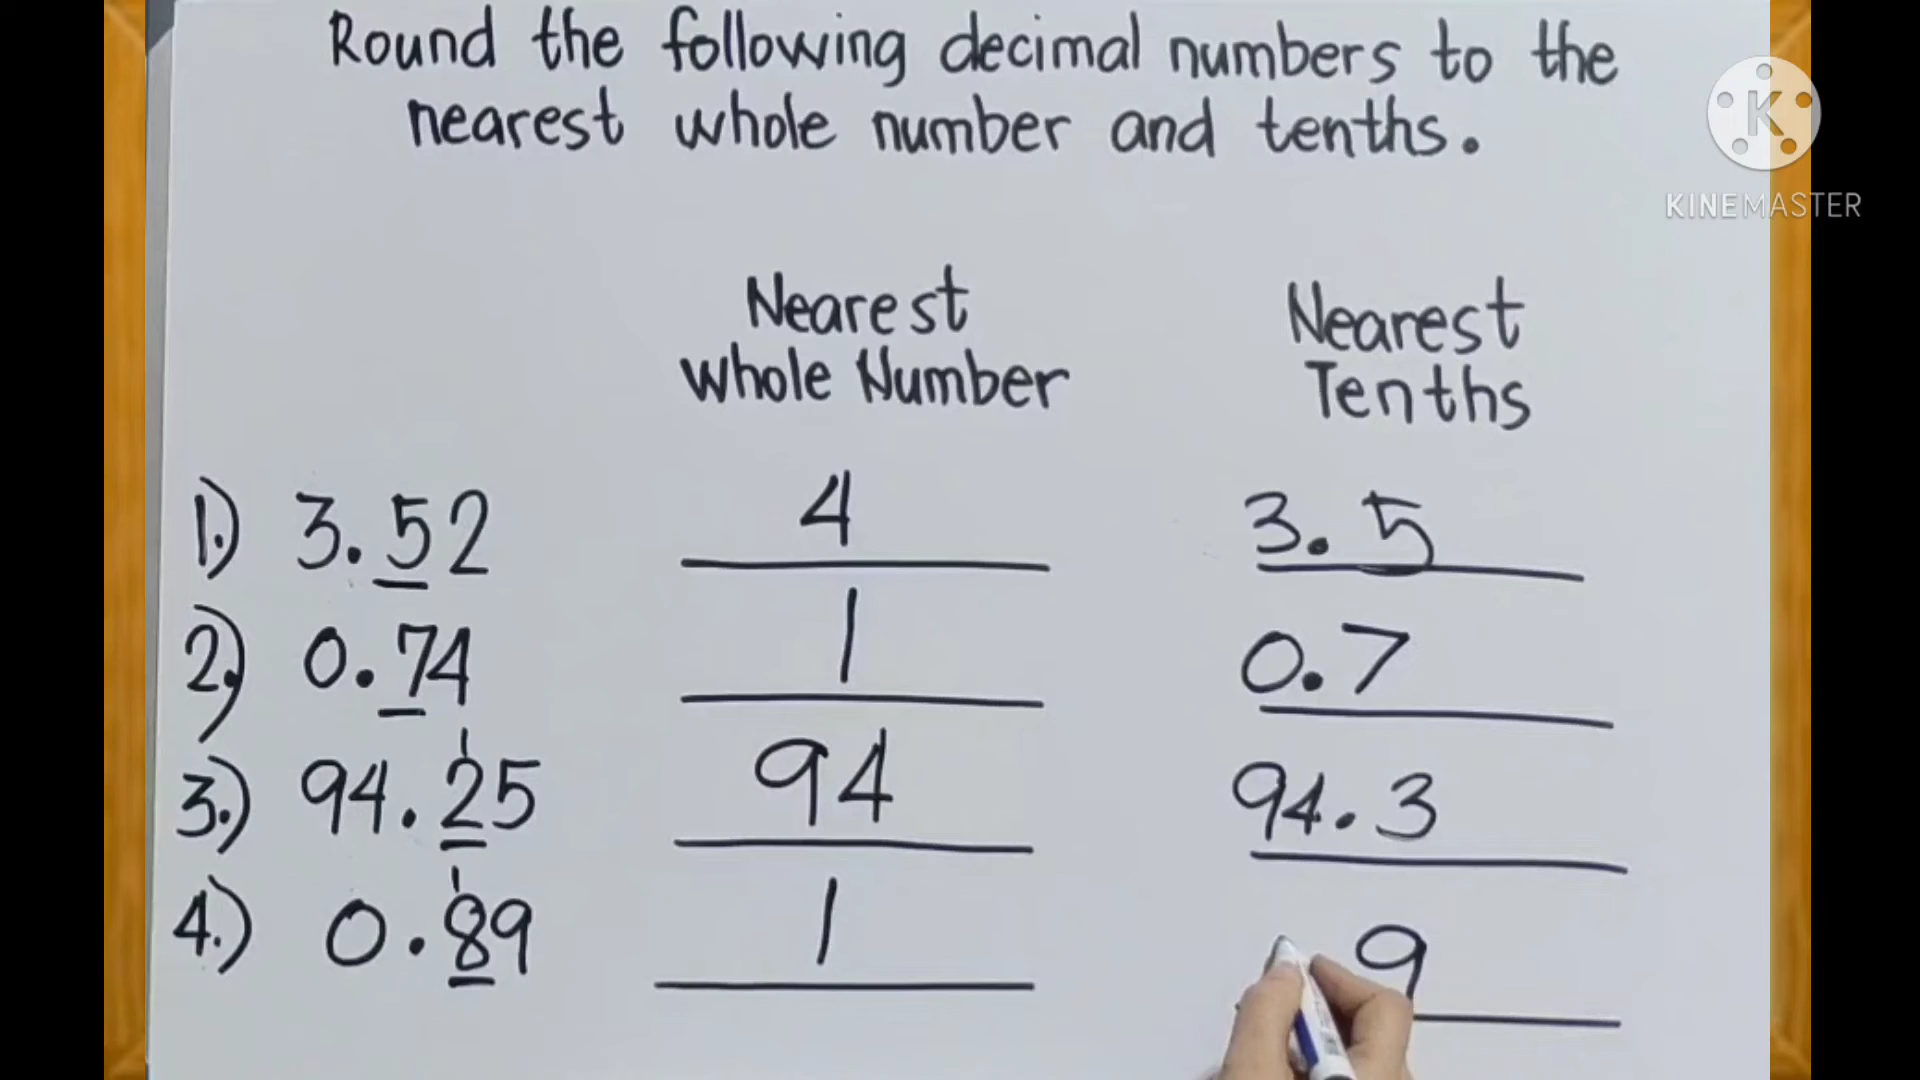 Round the following decimal numbers to the
nearest whole number and tenths.
K
KINEMASTER
Nearest Whole Number
Nearest Tenths
1.) 3.52 4 3.5
2.) 0.74 1 0.7
3.) 94.25 94 94.3
4.) 0.89 1 9